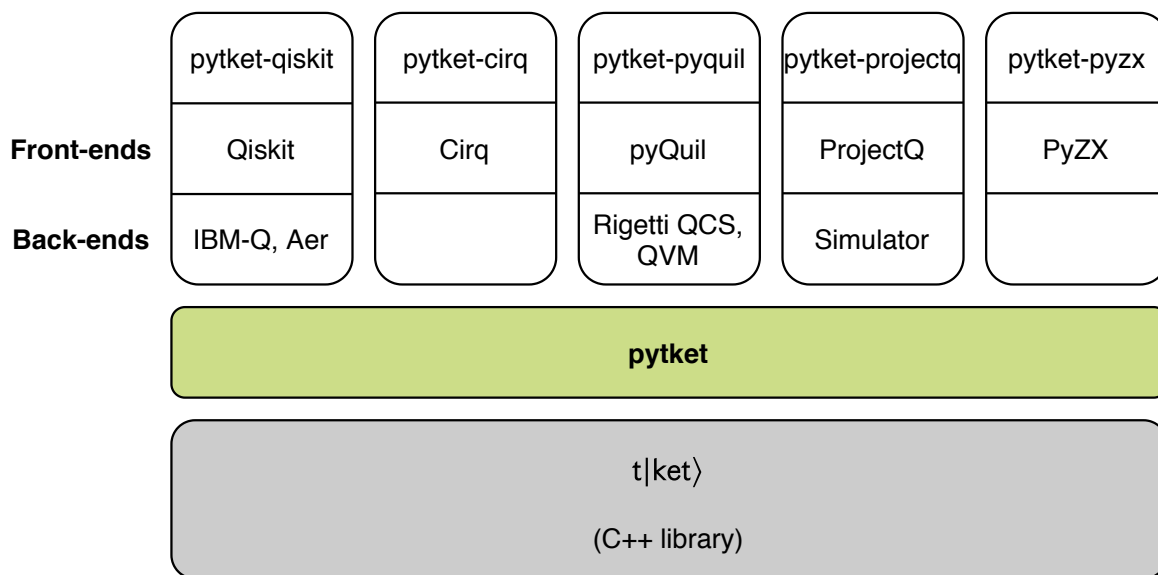 pytket-qiskit pytket-cirq pytket-pyquil pytket-projectq pytket-pyzx
Front-ends Qiskit Cirq pyQuil ProjectQ PyZX
Back-ends IBM-Q, Aer Rigetti QCS, QVM Simulator
pytket
t|ket⟩
(C++ library)